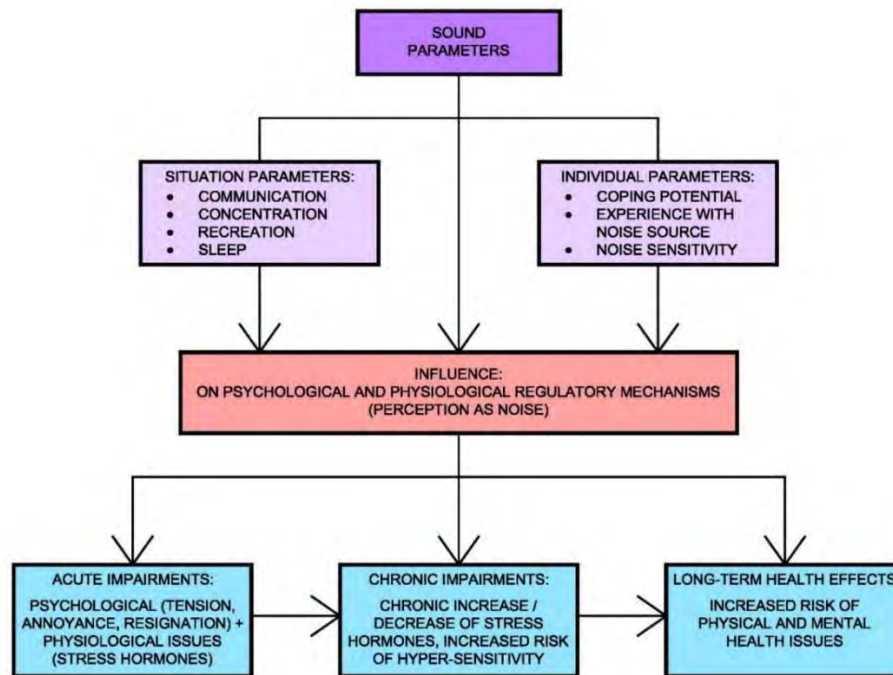 SOUND
PARAMETERS
SITUATION PARAMETERS:
• COMMUNICATION
• CONCENTRATION
• RECREATION
• SLEEP
INDIVIDUAL PARAMETERS:
• COPING POTENTIAL
• EXPERIENCE WITH
NOISE SOURCE
• NOISE SENSITIVITY
INFLUENCE:
ON PSYCHOLOGICAL AND PHYSIOLOGICAL REGULATORY MECHANISMS
(PERCEPTION AS NOISE)
ACUTE IMPAIRMENTS:
PSYCHOLOGICAL (TENSION,
ANNOYANCE, RESIGNATION) +
PHYSIOLOGICAL ISSUES
(STRESS HORMONES)
CHRONIC IMPAIRMENTS:
CHRONIC INCREASE /
DECREASE OF STRESS
HORMONES, INCREASED RISK
OF HYPER-SENSITIVITY
LONG-TERM HEALTH EFFECTS:
INCREASED RISK OF
PHYSICAL AND MENTAL
HEALTH ISSUES